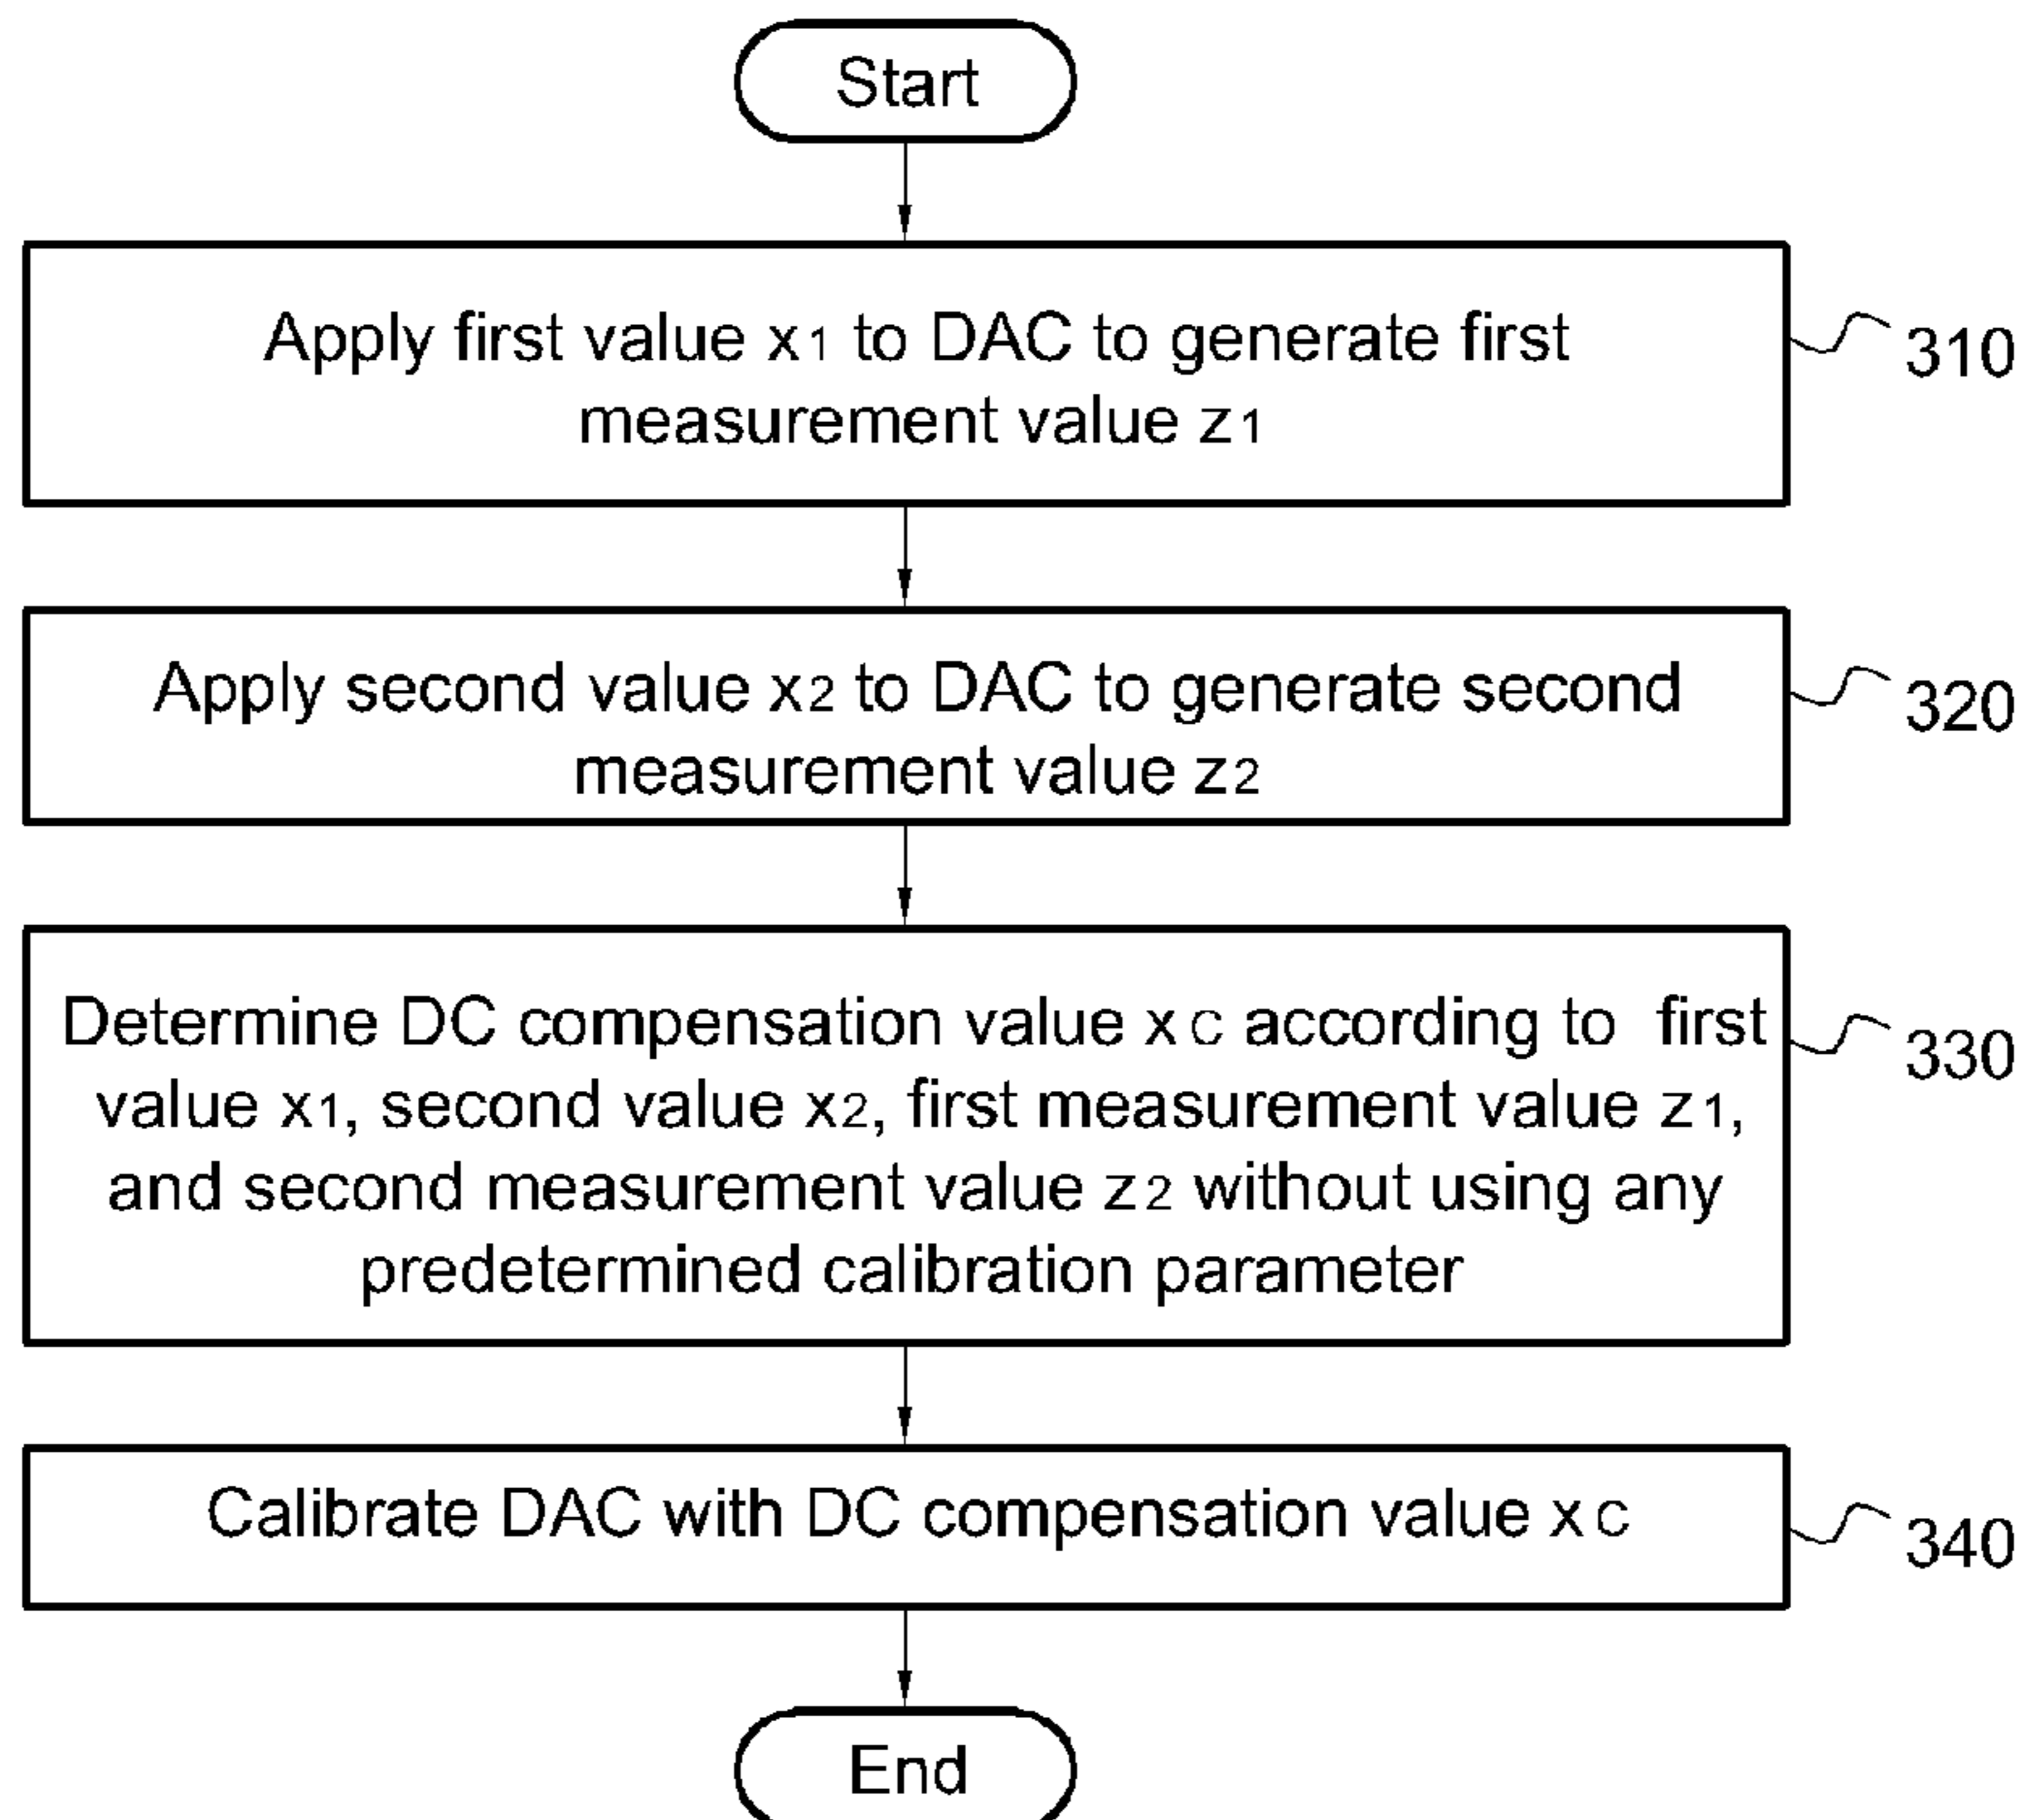 Start
Apply first value x1 to DAC to generate first
measurement value z1
310
Apply second value x2 to DAC to generate second
measurement value z2
320
Determine DC compensation value xC according to first
value x1, second value x2, first measurement value z1,
and second measurement value z2 without using any
predetermined calibration parameter
330
Calibrate DAC with DC compensation value xC
340
End